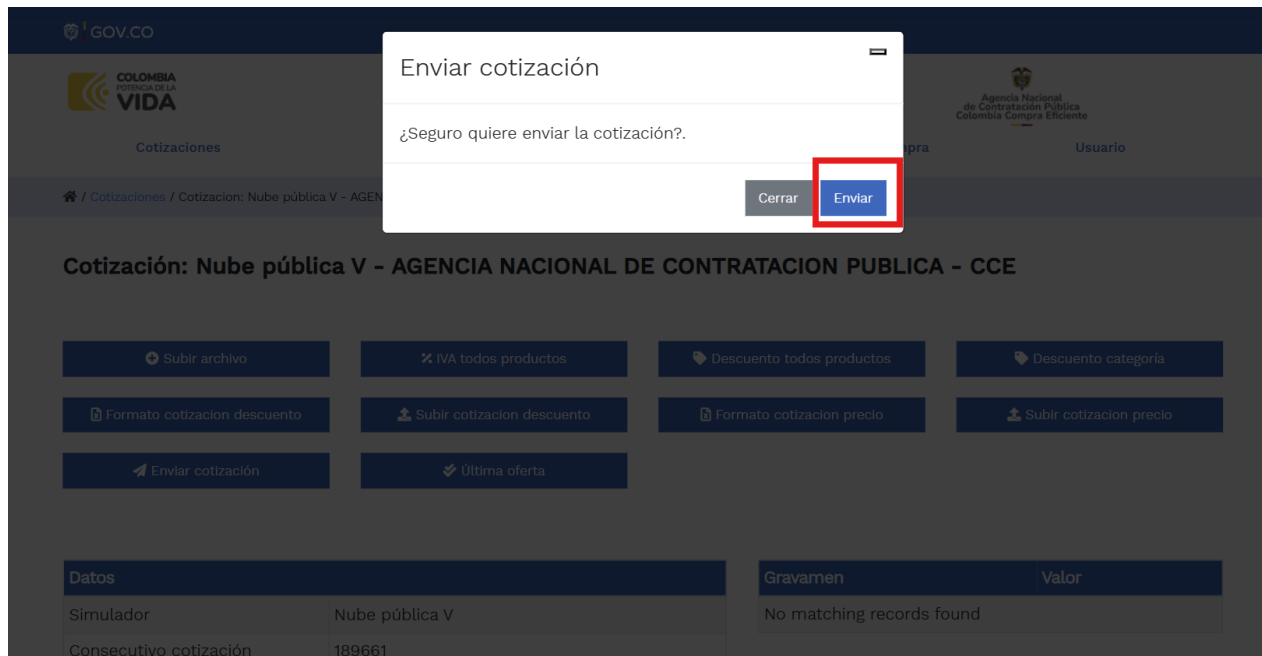 GOV.CO
Enviar cotización
COLOMBIA
POTENCIA DE LA
VIDA
Agencia Nacional
de Contratación Pública
Colombia Compra Eficiente
¿Seguro quiere enviar la cotización?.
Cotizaciones
mpra
Usuario
/ Cotizaciones / Cotizacion: Nube pública V - AGEN
Cerrar
Enviar
Cotización: Nube pública V - AGENCIA NACIONAL DE CONTRATACION PUBLICA - CCE
Subir archivo
IVA todos productos
Descuento todos productos
Descuento categoría
Formato cotizacion descuento
Subir cotizacion descuento
Formato cotizacion precio
Subir cotizacion precio
Enviar cotización
Última oferta
Datos
Gravamen
Valor
Simulador
Nube pública V
No matching records found
Consecutivo cotización
189661